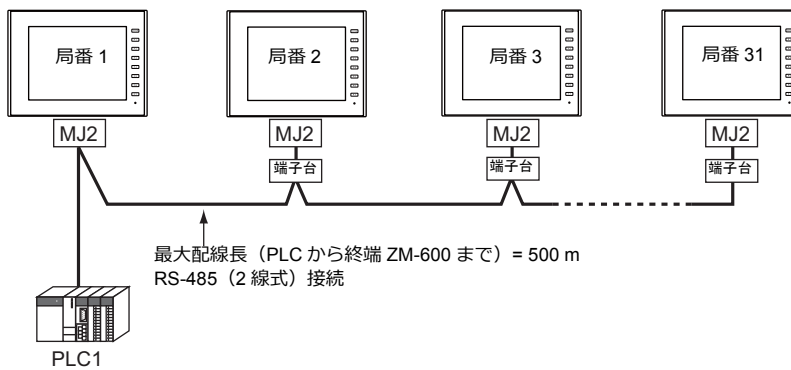 局番 1
局番 2
局番 3
局番 31
MJ2
MJ2
MJ2
MJ2
端子台
端子台
端子台
最大配線長（PLC から終端 ZM-600 まで）= 500 m
RS-485（2 線式）接続
PLC1